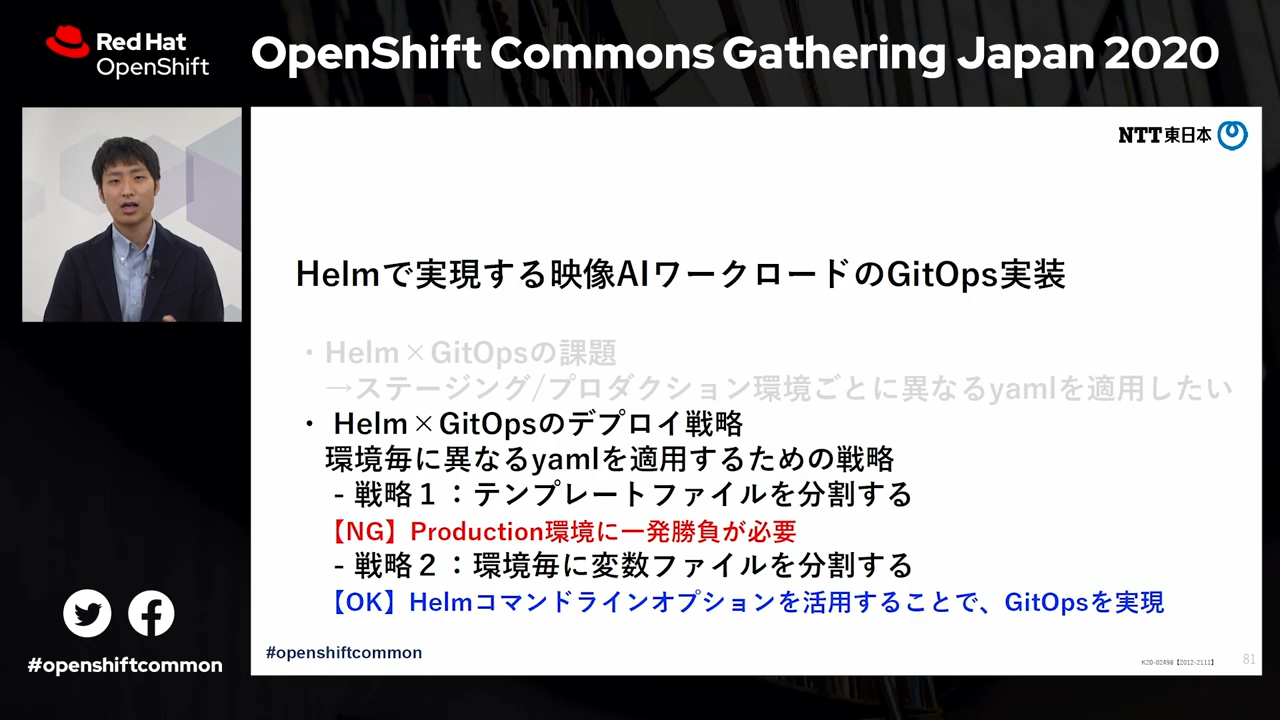 Red Hat
OpenShift
OpenShift Commons Gathering Japan 2020
NTT東日本
Helmで実現する映像AIワークロードのGitOps実装
・Helm×GitOpsの課題
→ステージング/プロダクション環境ごとに異なるyamlを適用したい
・ Helm×GitOpsのデプロイ戦略
環境毎に異なるyamlを適用するための戦略
- 戦略１：テンプレートファイルを分割する
【NG】Production環境に一発勝負が必要
- 戦略２：環境毎に変数ファイルを分割する
【OK】Helmコマンドラインオプションを活用することで、GitOpsを実現
#openshiftcommon
K20-02498【2012-2111】
81
#openshiftcommon